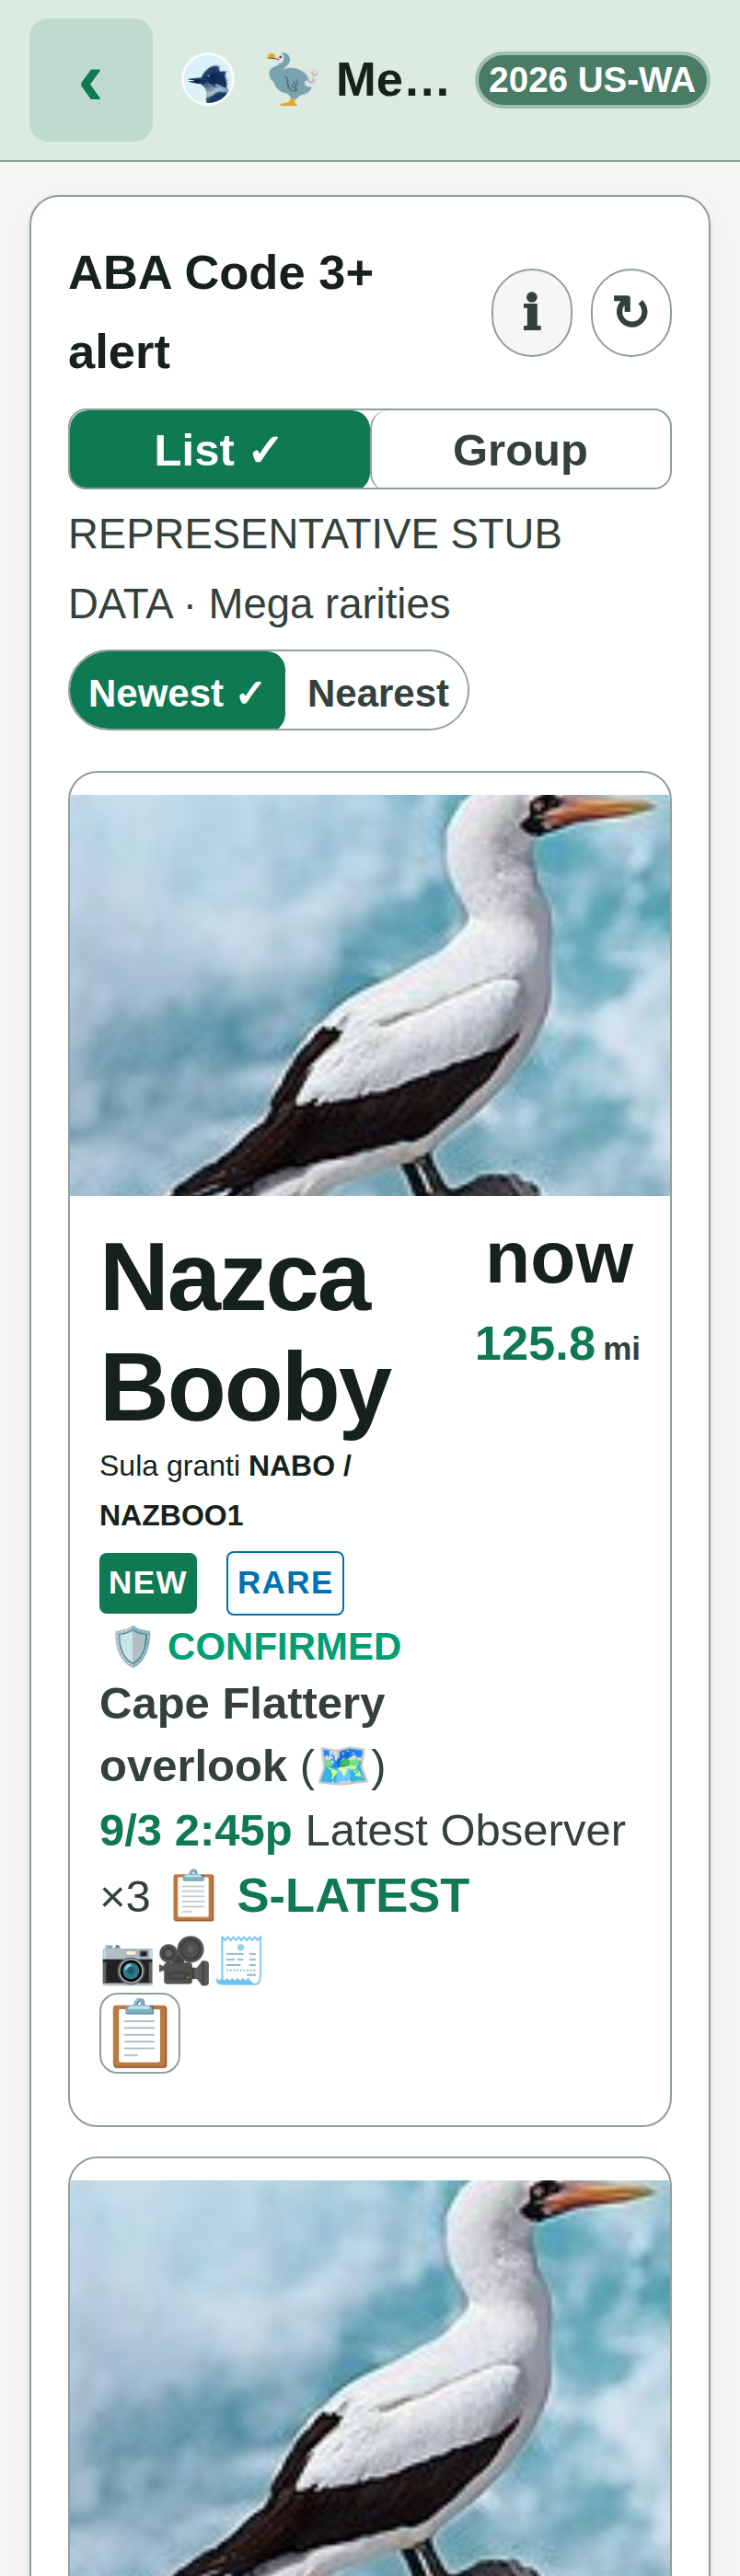 ‹ Me... 2026 US-WA
ABA Code 3+
alert
ℹ ↻
List ✓ Group
REPRESENTATIVE STUB
DATA · Mega rarities
Newest ✓ Nearest
Nazca
Booby
now
125.8 mi
Sula granti NABO /
NAZBOO1
NEW RARE
CONFIRMED
Cape Flattery
overlook (🗺️)
9/3 2:45p Latest Observer
×3 📋 S-LATEST